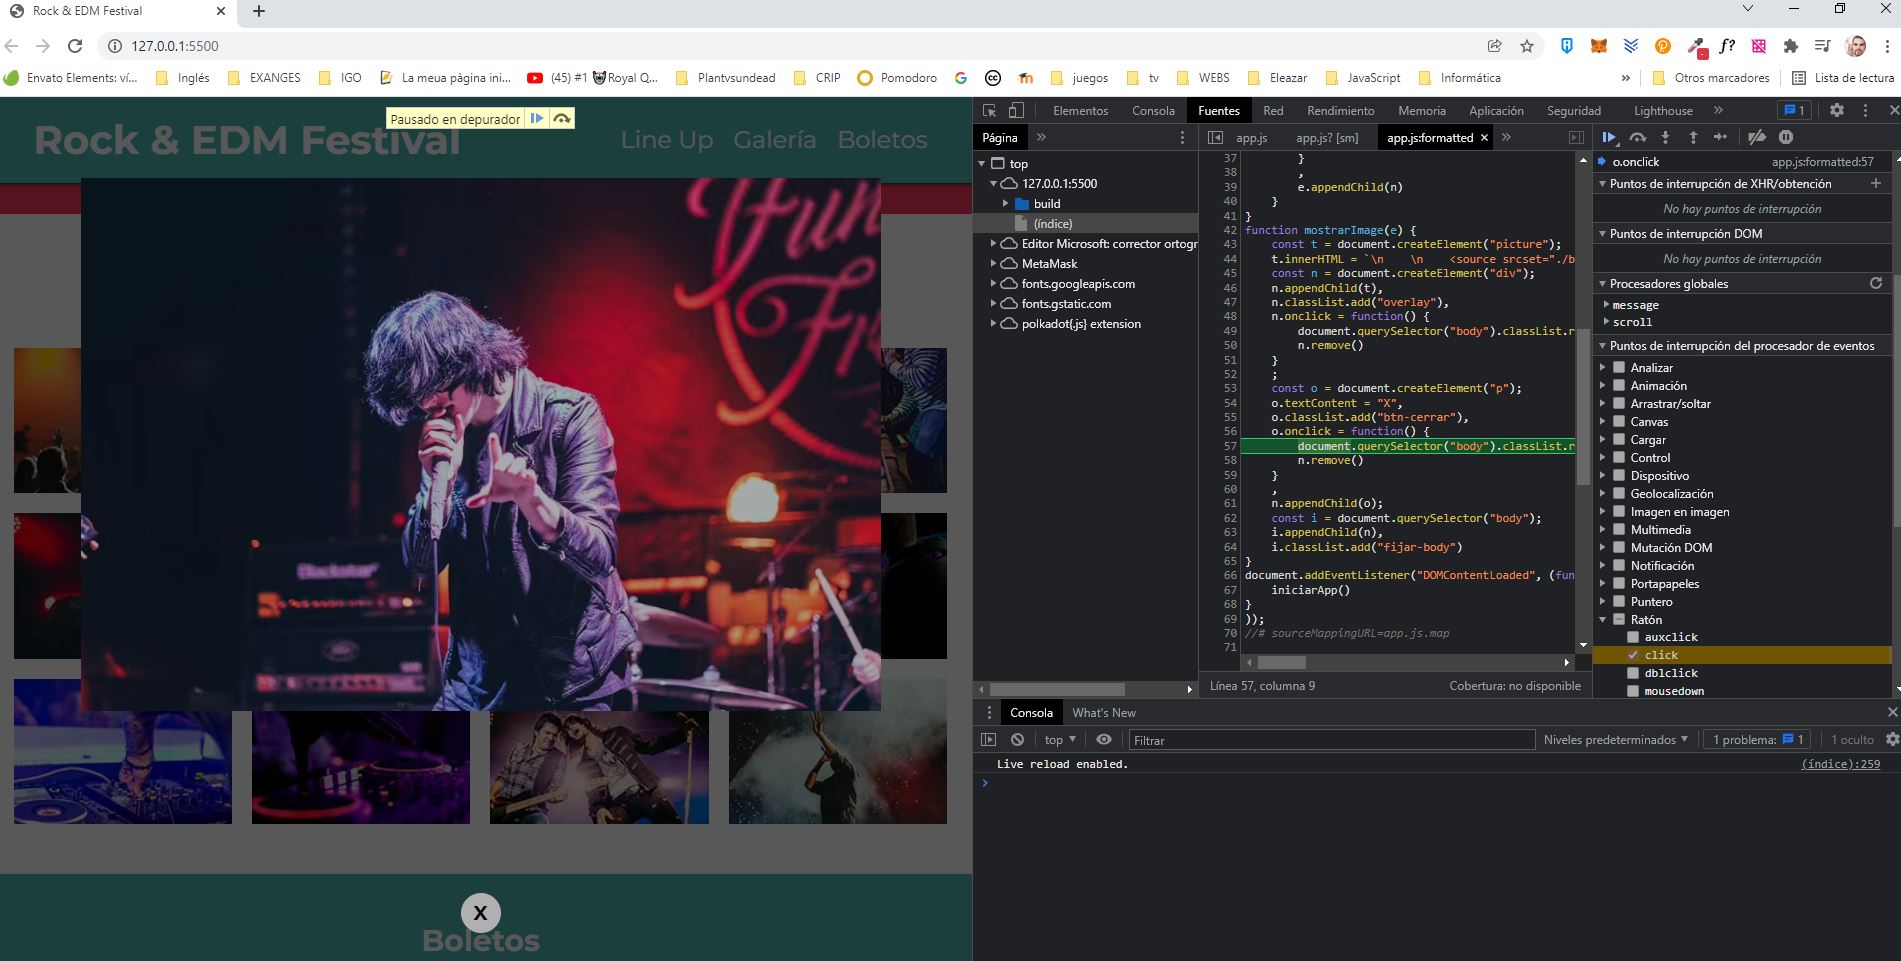 Rock & EDM Festival
127.0.0.1:5500
f?
Envato Elements: ví...
Inglés
EXANGES
IGO
La meua pàgina ini...
(45) #1 Royal Q...
Plantvsundead
CRIP
Pomodoro
juegos
tv
WEBS
Eleazar
JavaScript
Informática
»
Otros marcadores
Lista de lectura
Pausado en depurador
Rock & EDM Festival
Line Up Galería Boletos
X
Boletos
Elementos Consola Fuentes Red Rendimiento Memoria Aplicación Seguridad Lighthouse » 1
Página »
top
127.0.0.1:5500
build
(índice)
Editor Microsoft: corrector ortogr
MetaMask
fonts.googleapis.com
fonts.gstatic.com
polkadot{.js} extension
app.js app.js? [sm] app.js:formatted »
37 }
38 ,
39 e.appendChild(n)
40 }
41 }
42 function mostrarImage(e) {
43 const t = document.createElement("picture");
44 t.innerHTML = `\n    \n    <source srcset="./b
45 const n = document.createElement("div");
46 n.appendChild(t),
47 n.classList.add("overlay"),
48 n.onclick = function() {
49 document.querySelector("body").classList.r
50 n.remove()
51 }
52 ;
53 const o = document.createElement("p");
54 o.textContent = "X",
55 o.classList.add("btn-cerrar"),
56 o.onclick = function() {
57 document.querySelector("body").classList.r
58 n.remove()
59 }
60 ,
61 n.appendChild(o);
62 const i = document.querySelector("body");
63 i.appendChild(n),
64 i.classList.add("fijar-body")
65 }
66 document.addEventListener("DOMContentLoaded", (fun
67 iniciarApp()
68 }
69 ));
70 //# sourceMappingURL=app.js.map
71
Línea 57, columna 9 Cobertura: no disponible
o.onclick app.js:formatted:57
Puntos de interrupción de XHR/obtención
No hay puntos de interrupción
Puntos de interrupción DOM
No hay puntos de interrupción
Procesadores globales
message
scroll
Puntos de interrupción del procesador de eventos
Analizar
Animación
Arrastrar/soltar
Canvas
Cargar
Control
Dispositivo
Geolocalización
Imagen en imagen
Multimedia
Mutación DOM
Notificación
Portapapeles
Puntero
Ratón
auxclick
click
dblclick
mousedown
Consola What's New
top Filtrar Niveles predeterminados 1 problema: 1 1 oculto
Live reload enabled. (índice):259